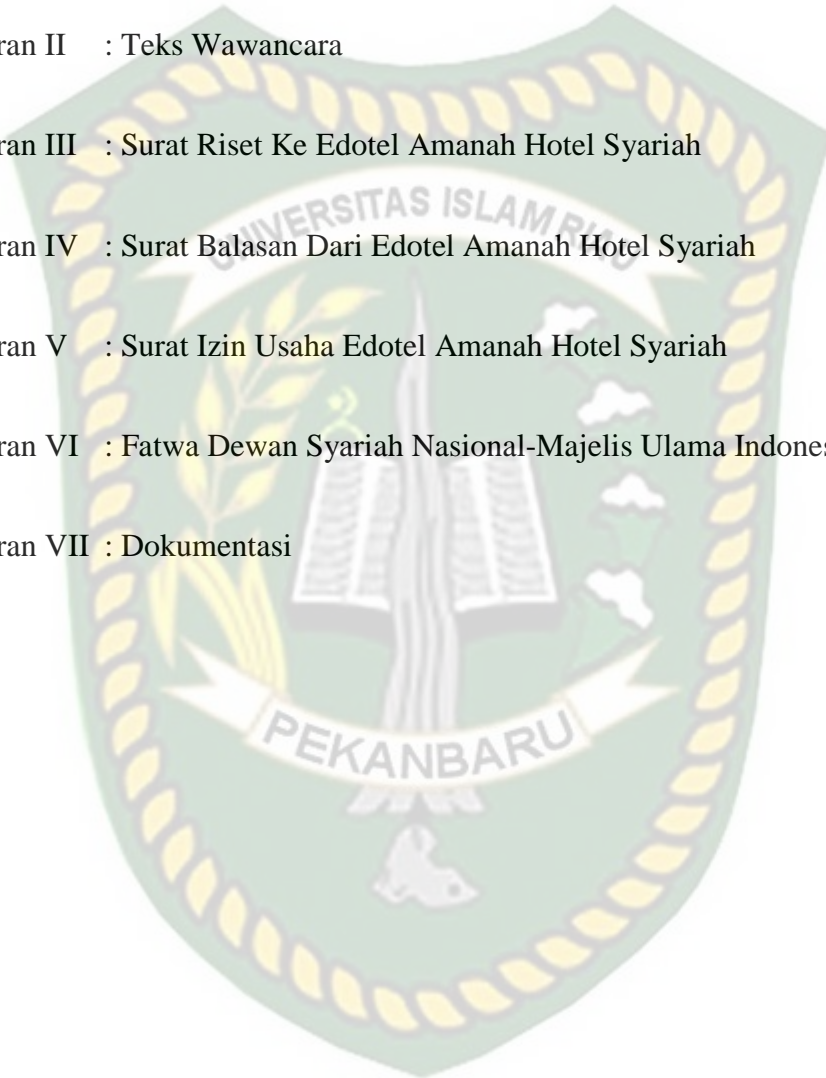 ran II : Teks Wawancara
ran III : Surat Riset Ke Edotel Amanah Hotel Syariah
UNIVERSITAS ISLAM RIAU
ran IV : Surat Balasan Dari Edotel Amanah Hotel Syariah
ran V : Surat Izin Usaha Edotel Amanah Hotel Syariah
ran VI : Fatwa Dewan Syariah Nasional-Majelis Ulama Indones
ran VII : Dokumentasi
PEKANBARU